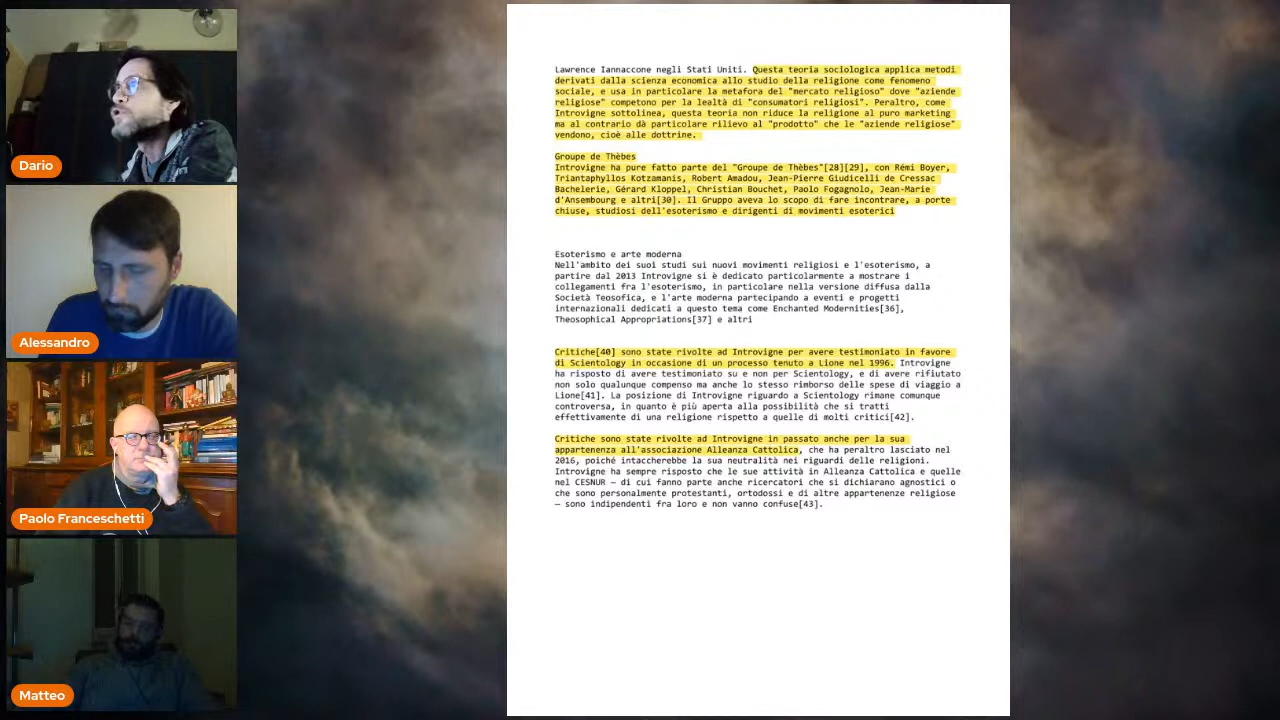 Dario
Alessandro
Paolo Franceschetti
Matteo
Lawrence Iannaccone negli Stati Uniti. Questa teoria sociologica applica metodi
derivati dalla scienza economica allo studio della religione come fenomeno
sociale, e usa in particolare la metafora del "mercato religioso" dove "aziende
religiose" competono per la lealtà di "consumatori religiosi". Peraltro, come
Introvigne sottolinea, questa teoria non riduce la religione al puro marketing
ma al contrario dà particolare rilievo al "prodotto" che le "aziende religiose"
vendono, cioè alle dottrine.
Groupe de Thèbes
Introvigne ha pure fatto parte del "Groupe de Thèbes"[28][29], con Rémi Boyer,
Triantaphyllos Kotzamanis, Robert Amadou, Jean-Pierre Giudicelli de Cressac
Bachelerie, Gérard Kloppel, Christian Bouchet, Paolo Fogagnolo, Jean-Marie
d'Ansembourg e altri[30]. Il Gruppo aveva lo scopo di fare incontrare, a porte
chiuse, studiosi dell'esoterismo e dirigenti di movimenti esoterici
Esoterismo e arte moderna
Nell'ambito dei suoi studi sui nuovi movimenti religiosi e l'esoterismo, a
partire dal 2013 Introvigne si è dedicato particolarmente a mostrare i
collegamenti fra l'esoterismo, in particolare nella versione diffusa dalla
Società Teosofica, e l'arte moderna partecipando a eventi e progetti
internazionali dedicati a questo tema come Enchanted Modernities[36],
Theosophical Appropriations[37] e altri
Critiche[40] sono state rivolte ad Introvigne per avere testimoniato in favore
di Scientology in occasione di un processo tenuto a Lione nel 1996. Introvigne
ha risposto di avere testimoniato su e non per Scientology, e di avere rifiutato
non solo qualunque compenso ma anche lo stesso rimborso delle spese di viaggio a
Lione[41]. La posizione di Introvigne riguardo a Scientology rimane comunque
controversa, in quanto è più aperta alla possibilità che si tratti
effettivamente di una religione rispetto a quelle di molti critici[42].
Critiche sono state rivolte ad Introvigne in passato anche per la sua
appartenenza all'associazione Alleanza Cattolica, che ha peraltro lasciato nel
2016, poiché intaccherebbe la sua neutralità nei riguardi delle religioni.
Introvigne ha sempre risposto che le sue attività in Alleanza Cattolica e quelle
nel CESNUR – di cui fanno parte anche ricercatori che si dichiarano agnostici o
che sono personalmente protestanti, ortodossi e di altre appartenenze religiose
– sono indipendenti fra loro e non vanno confuse[43].